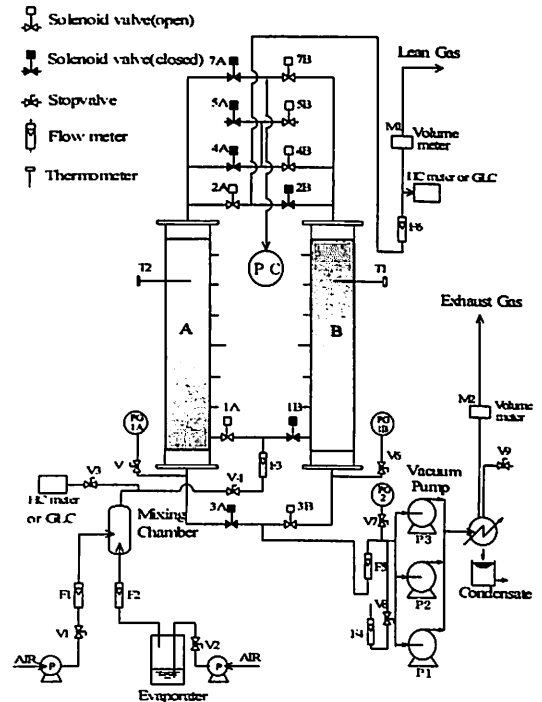 Solenoid valve(open)
Solenoid valve(closed)
Stopvalve
Flow meter
Thermometer
7A
7B
5A
5B
4A
4B
2A
2B
Lean Gas
M1
Volume
meter
HC meter or GLC
F6
T2
P C
T1
A
B
Exhaust Gas
M2
Volume
meter
V9
PG
1A
1A
1B
PG
1B
V3
F3
V6
HC meter
or GLC
V4
Mixing
Chamber
3A
3B
PG
2
V7
Vacuum
Pump
P3
F1
F2
F5
P2
Condensate
V1
V2
V8
F4
P1
AIR
P
P
AIR
Evaporater